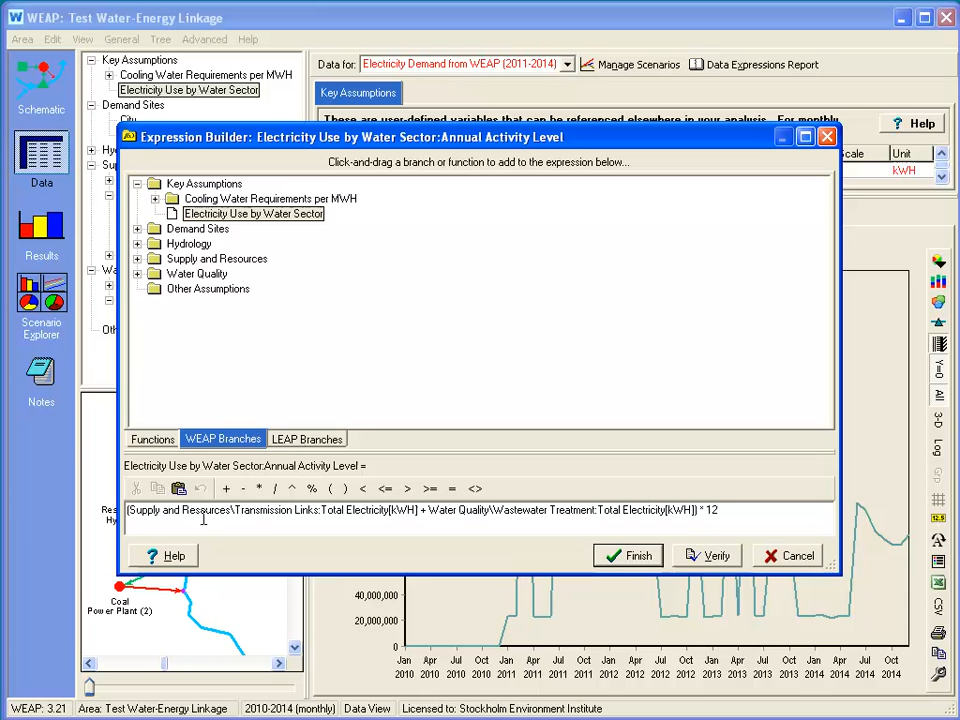 WEAP: Test Water-Energy Linkage
Area Edit View General Tree Advanced Help
Schematic
Data
Results
Scenario
Explorer
Notes
Key Assumptions
Cooling Water Requirements per MWH
Electricity Use by Water Sector
Demand Sites
City
Data for: Electricity Demand from WEAP (2011-2014) Manage Scenarios Data Expressions Report
Key Assumptions
These are user-defined variables that can be referenced elsewhere in your analysis. For monthly
Help
Scale Unit
kWH
Expression Builder: Electricity Use by Water Sector:Annual Activity Level
Click-and-drag a branch or function to add to the expression below...
Key Assumptions
Cooling Water Requirements per MWH
Electricity Use by Water Sector
Demand Sites
Hydrology
Supply and Resources
Water Quality
Other Assumptions
Functions WEAP Branches LEAP Branches
Electricity Use by Water Sector:Annual Activity Level =
+ - * / ^ % ( ) < <= > >= = <>
(Supply and Resources\Transmission Links:Total Electricity[kWH] + Water Quality\Wastewater Treatment:Total Electricity[kWH]) * 12
Help Finish Verify Cancel
Coal
Power Plant (2)
40,000,000
20,000,000
0
Jan Apr Jul Oct Jan Apr Jul Oct Jan Apr Jul Oct Jan Apr Jul Oct Jan Apr Jul Oct
2010 2010 2010 2010 2011 2011 2011 2011 2012 2012 2012 2012 2013 2013 2013 2013 2014 2014 2014 2014
Y=0
All
3-D
Log
12.5
CSV
WEAP: 3.21 Area: Test Water-Energy Linkage 2010-2014 (monthly) Data View Licensed to: Stockholm Environment Institute